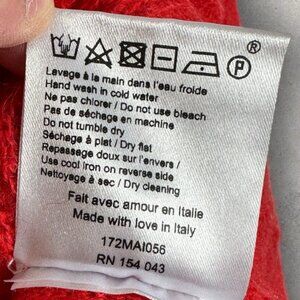 ®
P
Lavage à la main dans l'eau froide
Hand wash in cold water
Ne pas chlorer / Do not use bleach
Pas de séchage en machine
Do not tumble dry
Séchage à plat / Dry flat
Repassage doux sur l'envers /
Use cool iron on reverse side
Nettoyage à sec / Dry cleaning
Fait avec amour en Italie
Made with love in Italy
172MAI056
RN 154 043